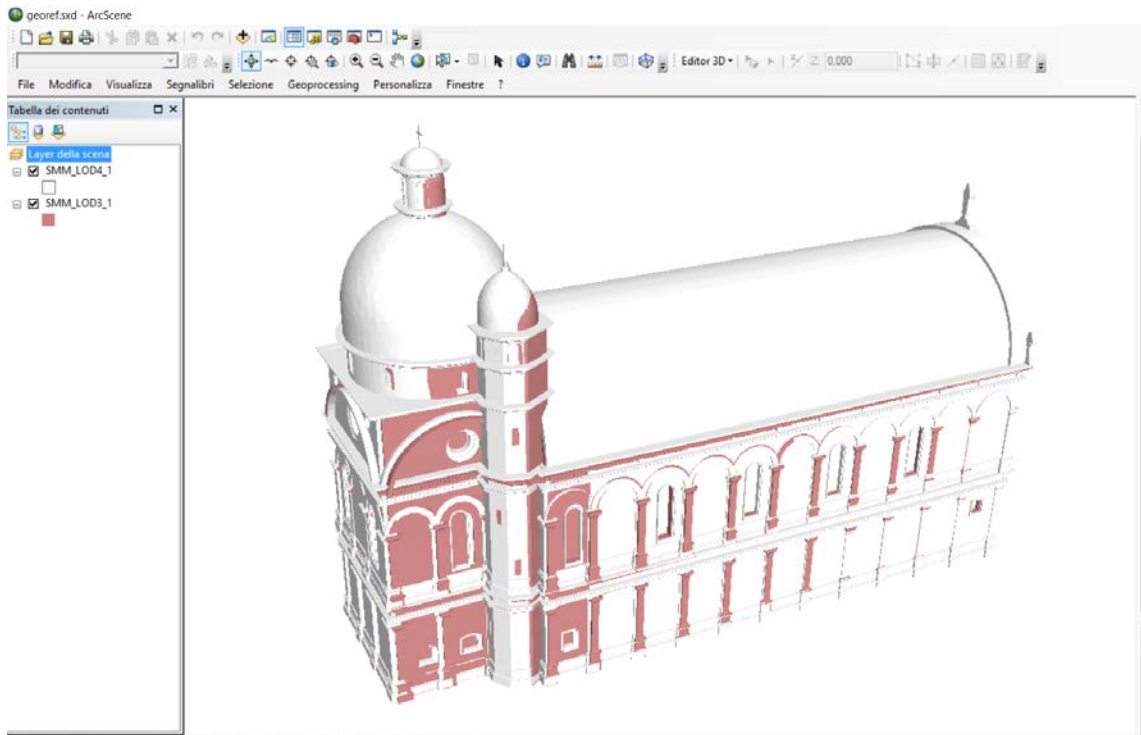 georef.sxd - ArcScene
Editor 3D
Z: 0.000
File Modifica Visualizza Segnalibri Selezione Geoprocessing Personalizza Finestre ?
Tabella dei contenuti
Layer della scena
SMM_LOD4_1
SMM_LOD3_1